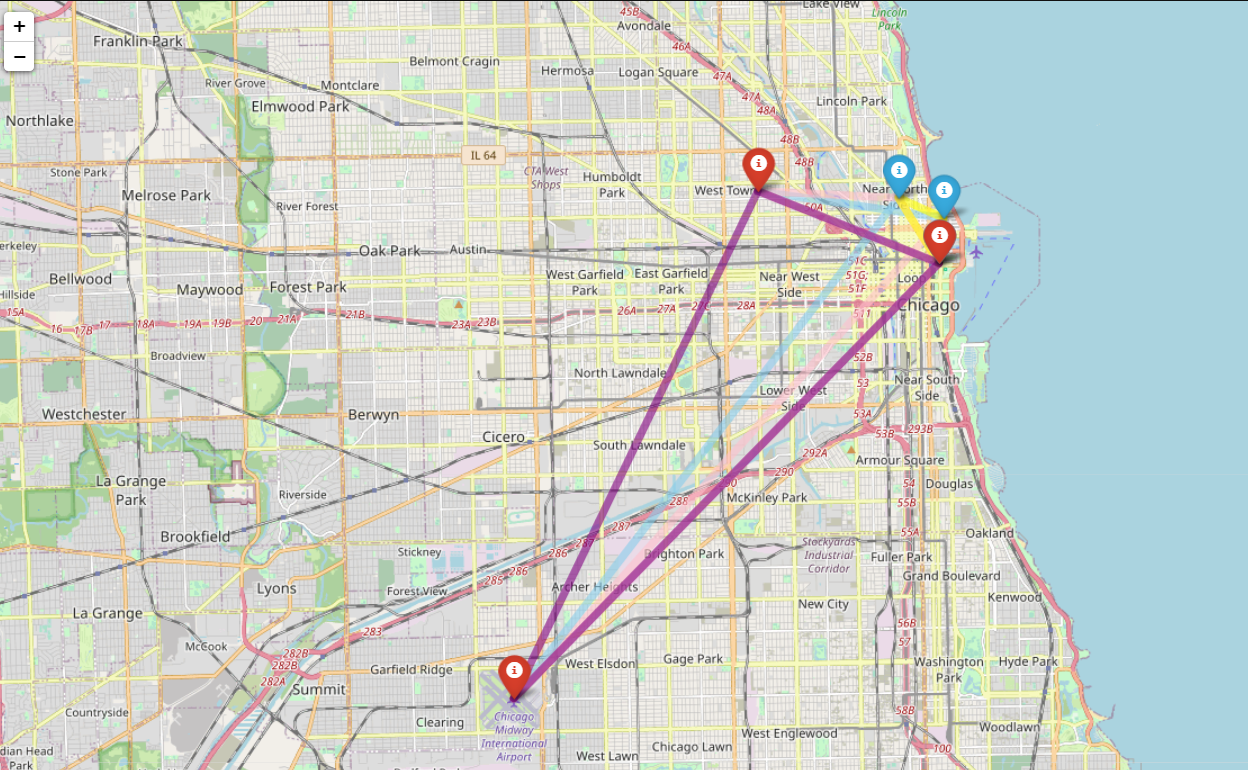 Lake View
Lincoln
Park
45B
Avondale
+
Franklin Park
46A
Belmont Cragin
Hermosa
Logan Square
−
47A
River Grove
Montclare
47A
Elmwood Park
Lincoln Park
48A
Northlake
48B
IL 64
48B
CTA West
Shops
Stone Park
Humboldt
Park
i
i
Melrose Park
West Town
Near North
Side
i
River Forest
50A
i
Oak Park
Austin
Bellwood
1C
Loop
West Garfield
Park
East Garfield
Park
Near West
Side
51G
51F
Hillside
Maywood
Forest Park
Chicago
15A
16
17B
17
18A
19A
19B
20
21A
21B
23A
23B
26A
27A
28A
51I
Broadview
52B
North Lawndale
53
Near South
Side
Lower West
Side
Westchester
Berwyn
53A
Cicero
53B
293B
South Lawndale
292A
Armour Square
290
La Grange
Park
54
Douglas
Riverside
288
McKinley Park
55B
287
Brookfield
55A
Oakland
Stockyards
Industrial
Corridor
Stickney
286
Brighton Park
Fuller Park
286
285
Grand Boulevard
Lyons
Forest View
Archer Heights
Kenwood
New City
La Grange
56B
283
57
McCook
282B
282B
282A
Garfield Ridge
West Elsdon
Gage Park
Washington
Park
Hyde Park
i
Summit
Countryside
Clearing
Chicago
Midway
International
Airport
58B
Woodlawn
West Englewood
Indian Head
Park
West Lawn
Chicago Lawn
100